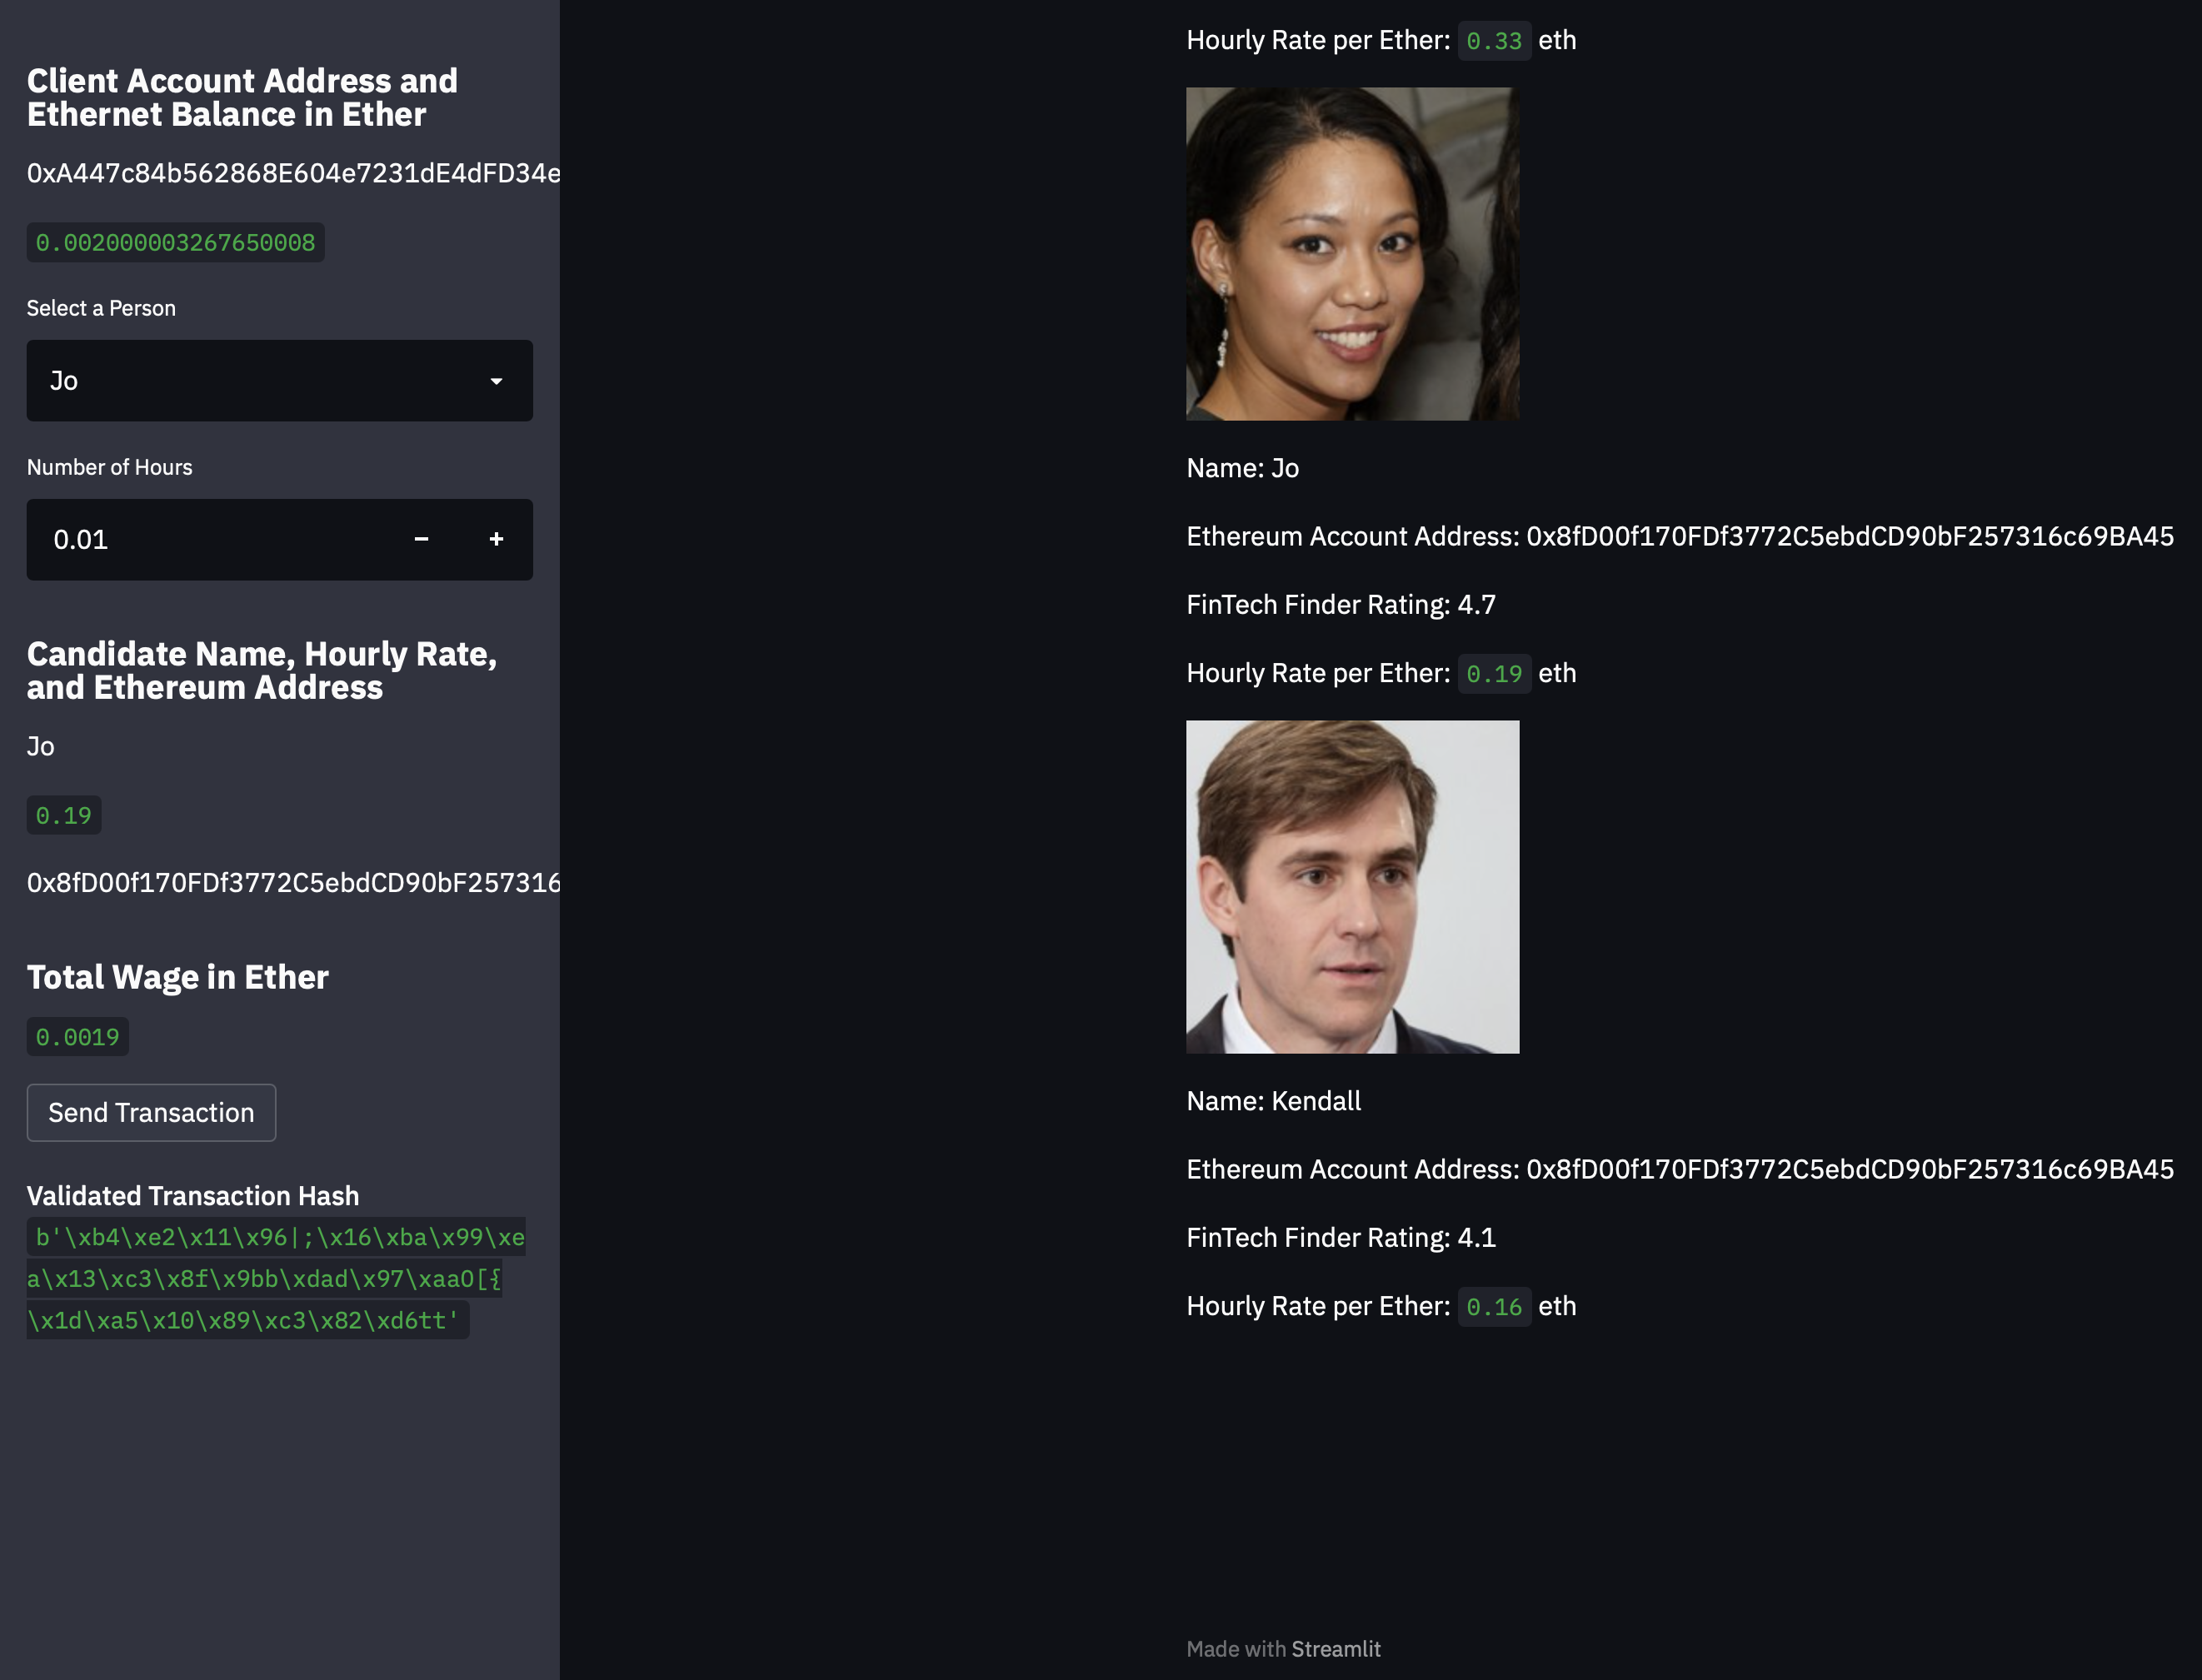 Client Account Address and
Ethernet Balance in Ether
0xA447c84b562868E604e7231dE4dFD34e
0.002000003267650008
Select a Person
Jo
Number of Hours
0.01
Candidate Name, Hourly Rate,
and Ethereum Address
Jo
0.19
0x8fD00f170FDf3772C5ebdCD90bF257316
Total Wage in Ether
0.0019
Send Transaction
Validated Transaction Hash
b'\xb4\xe2\x11\x96|;\x16\xba\x99\xe
a\x13\xc3\x8f\x9bb\xdad\x97\xaaO[{
\x1d\xa5\x10\x89\xc3\x82\xd6tt'
Hourly Rate per Ether: 0.33 eth
Name: Jo
Ethereum Account Address: 0x8fD00f170FDf3772C5ebdCD90bF257316c69BA45
FinTech Finder Rating: 4.7
Hourly Rate per Ether: 0.19 eth
Name: Kendall
Ethereum Account Address: 0x8fD00f170FDf3772C5ebdCD90bF257316c69BA45
FinTech Finder Rating: 4.1
Hourly Rate per Ether: 0.16 eth
Made with Streamlit